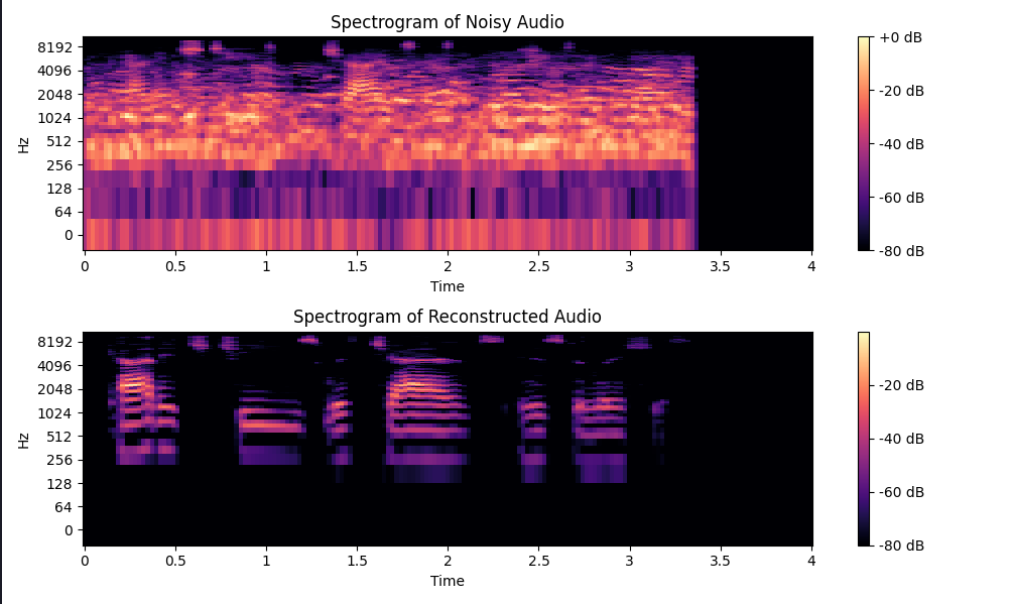 Spectrogram of Noisy Audio
8192
4096
2048
1024
512
256
128
64
0
Hz
0 0.5 1 1.5 2 2.5 3 3.5 4
Time
+0 dB
-20 dB
-40 dB
-60 dB
-80 dB
Spectrogram of Reconstructed Audio
8192
4096
2048
1024
512
256
128
64
0
Hz
0 0.5 1 1.5 2 2.5 3 3.5 4
Time
-20 dB
-40 dB
-60 dB
-80 dB